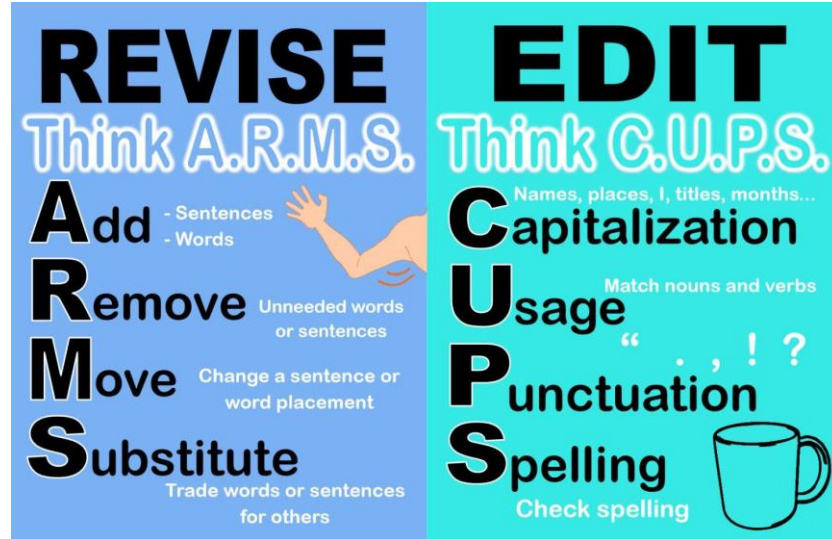 REVISE
Think A.R.M.S.
Add
- Sentences
- Words
Remove
Unneeded words
or sentences
Move
Change a sentence or
word placement
Substitute
Trade words or sentences
for others
EDIT
Think C.U.P.S.
Names, places, I, titles, months...
Capitalization
Usage
Match nouns and verbs
“ . , ! ?
Punctuation
Spelling
Check spelling